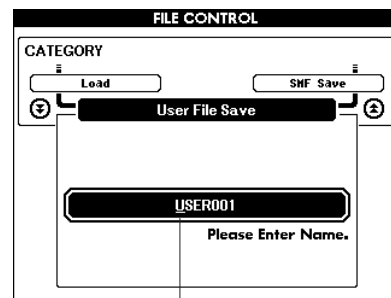 FILE CONTROL
CATEGORY
Load SMF Save
User File Save
USER001
Please Enter Name.